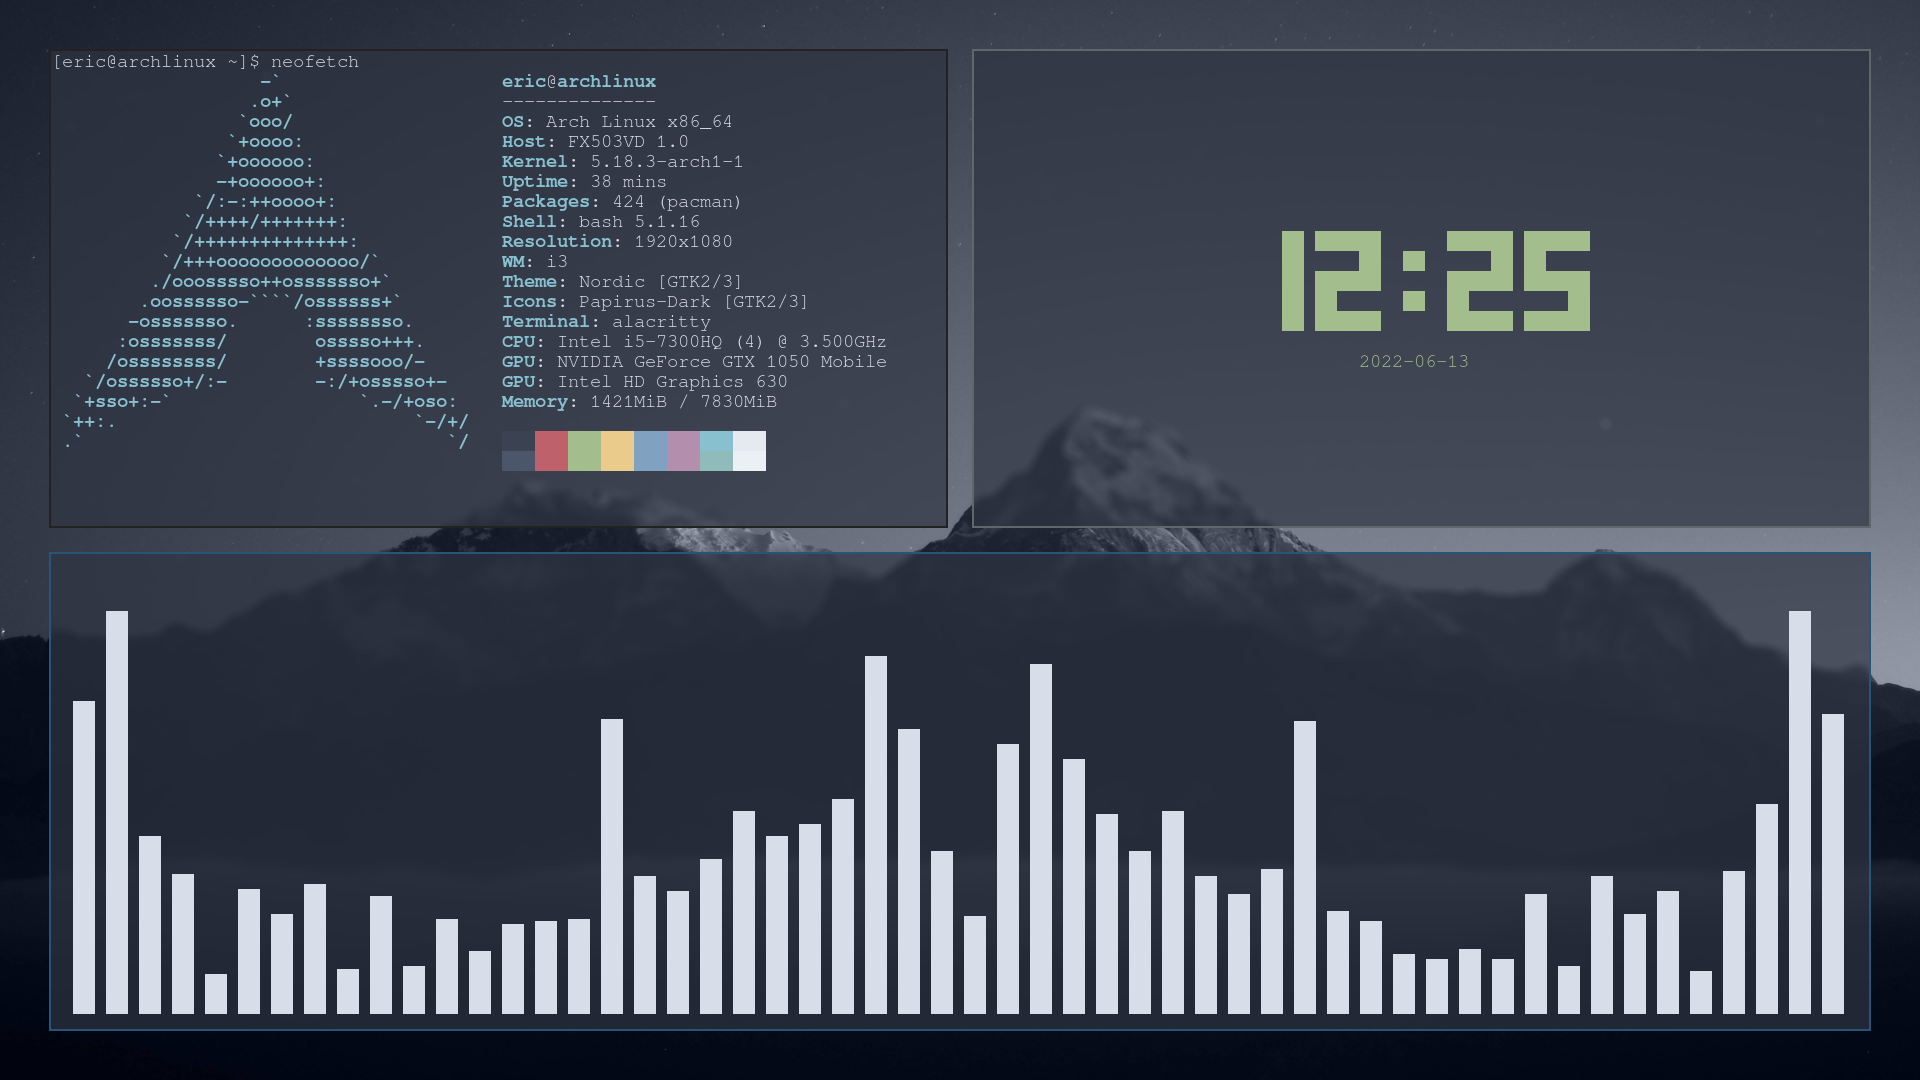 [eric@archlinux ~]$ neofetch
-`
.o+`
`ooo/
`+oooo:
`+oooooo:
-+oooooo+:
`/:-:++oooo+:
`/++++/+++++++:
`/++++++++++++++:
`/+++ooooooooooooo/`
./ooosssso++osssssso+`
.oossssso-````/ossssss+`
-osssssso.      :ssssssso.
:osssssss/        osssso+++.
/ossssssss/        +ssssooo/-
`/ossssso+/:-        -:/+osssso+-
`+sso+:-`                 `.-/+oso:
`++:.                           `-/+/
.`                                 `/
eric@archlinux
--------------
OS: Arch Linux x86_64
Host: FX503VD 1.0
Kernel: 5.18.3-arch1-1
Uptime: 38 mins
Packages: 424 (pacman)
Shell: bash 5.1.16
Resolution: 1920x1080
WM: i3
Theme: Nordic [GTK2/3]
Icons: Papirus-Dark [GTK2/3]
Terminal: alacritty
CPU: Intel i5-7300HQ (4) @ 3.500GHz
GPU: NVIDIA GeForce GTX 1050 Mobile
GPU: Intel HD Graphics 630
Memory: 1421MiB / 7830MiB
12:25
2022-06-13